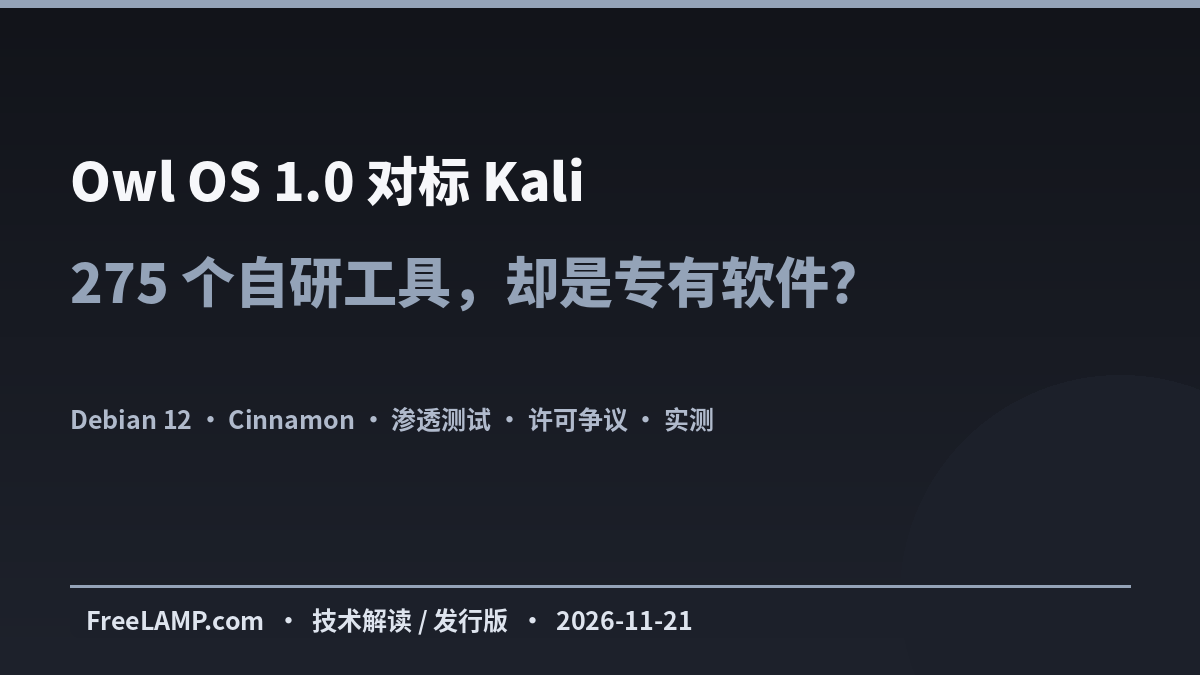 Owl OS 1.0 对标 Kali
275 个自研工具，却是专有软件？
Debian 12 · Cinnamon · 渗透测试 · 许可争议 · 实测
FreeLAMP.com · 技术解读 / 发行版 · 2026-11-21